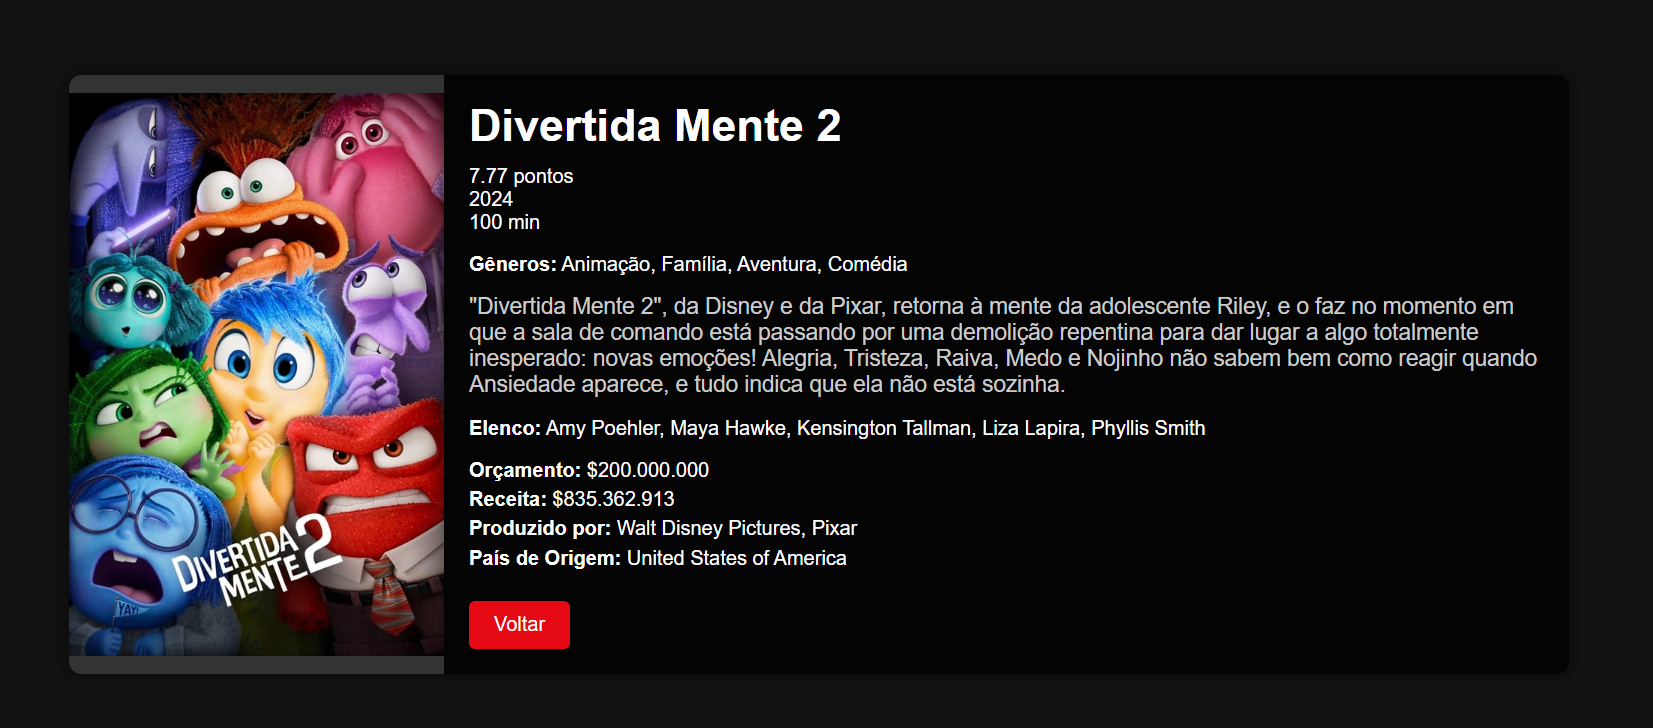 Divertida Mente 2
7.77 pontos
2024
100 min
Gêneros: Animação, Família, Aventura, Comédia
"Divertida Mente 2", da Disney e da Pixar, retorna à mente da adolescente Riley, e o faz no momento em
que a sala de comando está passando por uma demolição repentina para dar lugar a algo totalmente
inesperado: novas emoções! Alegria, Tristeza, Raiva, Medo e Nojinho não sabem bem como reagir quando
Ansiedade aparece, e tudo indica que ela não está sozinha.
Elenco: Amy Poehler, Maya Hawke, Kensington Tallman, Liza Lapira, Phyllis Smith
Orçamento: $200.000.000
Receita: $835.362.913
Produzido por: Walt Disney Pictures, Pixar
País de Origem: United States of America
Voltar
DIVERTIDA
MENTE 2
YAY!